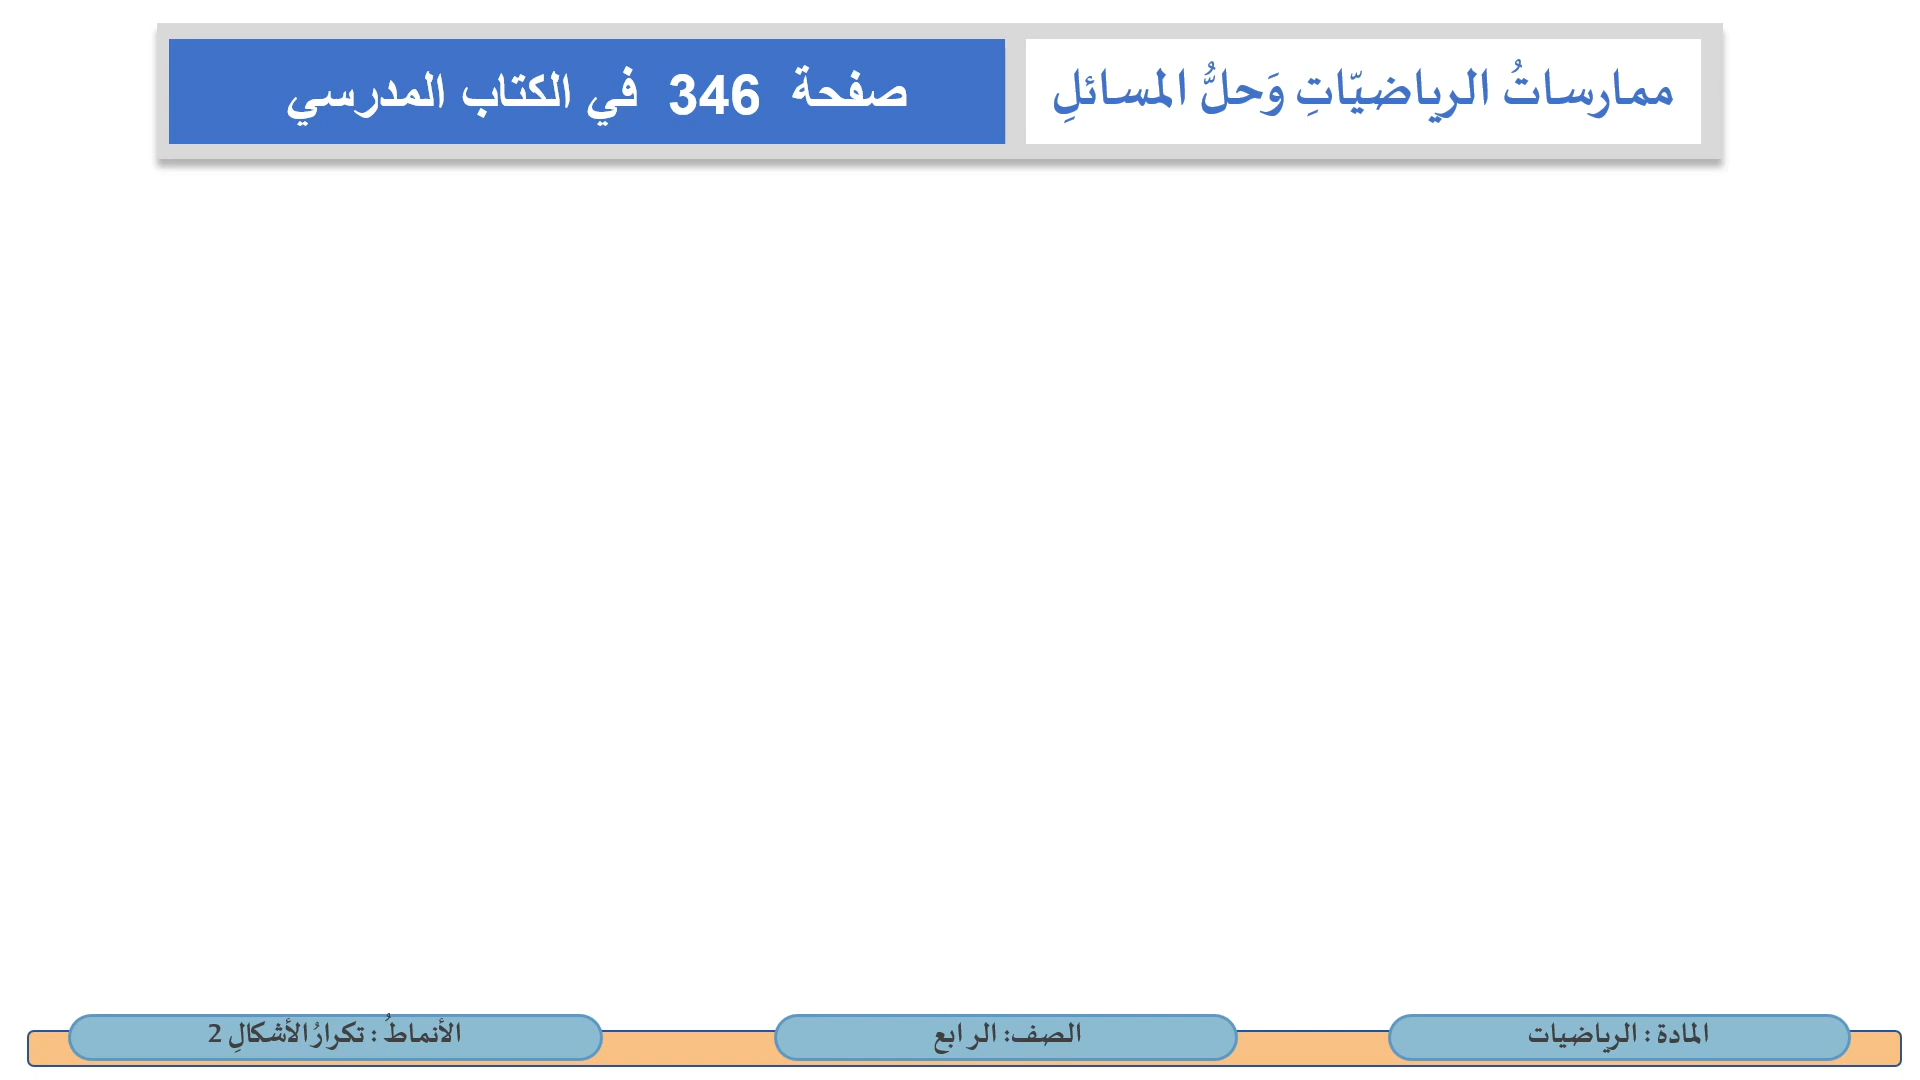 ممارساتُ الرياضيّاتِ وَحلُّ المسائلِ
صفحة 346 في الكتاب المدرسي
المادة : الرياضيات
الصف: الرابع
الأنماطُ : تكرارُ الأشكالِ 2